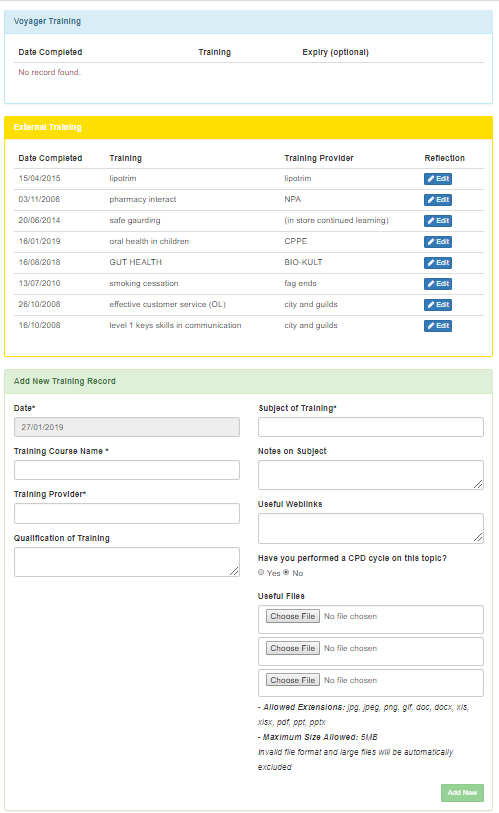 Voyager Training
Date Completed Training Expiry (optional)
No record found.
External Training
Date Completed Training Training Provider Reflection
15/04/2015 lipotrim lipotrim Edit
03/11/2006 pharmacy interact NPA Edit
20/06/2014 safe gaurding (in store continued learning) Edit
16/01/2019 oral health in children CPPE Edit
16/08/2018 GUT HEALTH BIO-KULT Edit
13/07/2010 smoking cessation fag ends Edit
26/10/2008 effective customer service (OL) city and guilds Edit
16/10/2008 level 1 keys skills in communication city and guilds Edit
Add New Training Record
Date*
27/01/2019
Training Course Name *
Training Provider*
Qualification of Training
Subject of Training*
Notes on Subject
Useful Weblinks
Have you performed a CPD cycle on this topic?
Yes No
Useful Files
Choose File No file chosen
Choose File No file chosen
Choose File No file chosen
- Allowed Extensions: jpg, jpeg, png, gif, doc, docx, xls,
xlsx, pdf, ppt, pptx
- Maximum Size Allowed: 5MB
Invalid file format and large files will be automatically
excluded
Add New